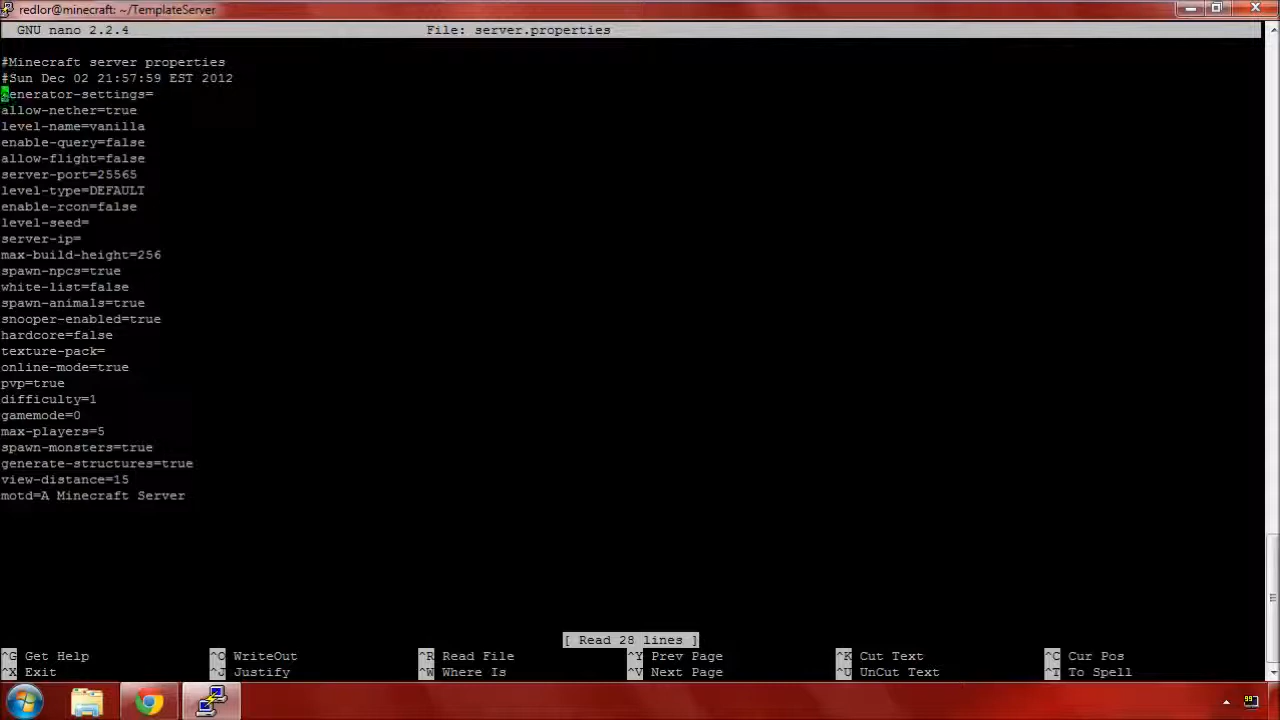 redlor@minecraft: ~/TemplateServer
GNU nano 2.2.4 File: server.properties
#Minecraft server properties
#Sun Dec 02 21:57:59 EST 2012
generator-settings=
allow-nether=true
level-name=vanilla
enable-query=false
allow-flight=false
server-port=25565
level-type=DEFAULT
enable-rcon=false
level-seed=
server-ip=
max-build-height=256
spawn-npcs=true
white-list=false
spawn-animals=true
snooper-enabled=true
hardcore=false
texture-pack=
online-mode=true
pvp=true
difficulty=1
gamemode=0
max-players=5
spawn-monsters=true
generate-structures=true
view-distance=15
motd=A Minecraft Server
[ Read 28 lines ]
^G Get Help ^O WriteOut ^R Read File ^Y Prev Page ^K Cut Text ^C Cur Pos
^X Exit ^J Justify ^W Where Is ^V Next Page ^U UnCut Text ^T To Spell
99